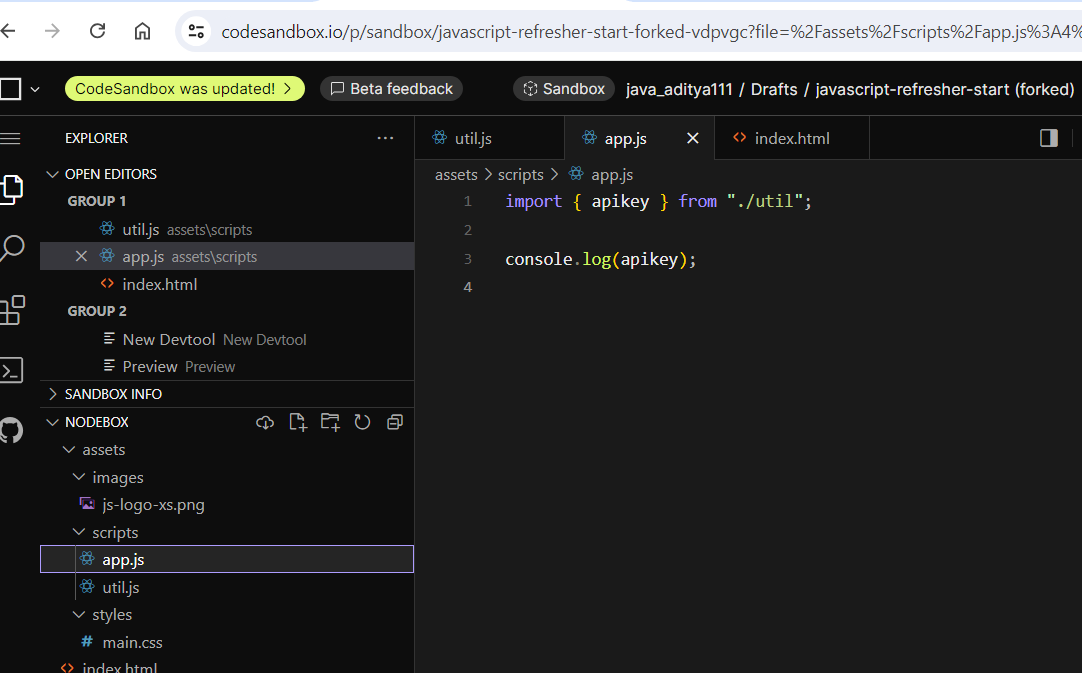 codesandbox.io/p/sandbox/javascript-refresher-start-forked-vdpvgc?file=%2Fassets%2Fscripts%2Fapp.js%3A4%
CodeSandbox was updated! Beta feedback Sandbox java_aditya111 / Drafts / javascript-refresher-start (forked)
EXPLORER
OPEN EDITORS
GROUP 1
util.js assets\scripts
app.js assets\scripts
index.html
GROUP 2
New Devtool New Devtool
Preview Preview
SANDBOX INFO
NODEBOX
assets
images
js-logo-xs.png
scripts
app.js
util.js
styles
main.css
index.html
util.js app.js index.html
assets > scripts > app.js
1 import { apikey } from "./util";
2
3 console.log(apikey);
4